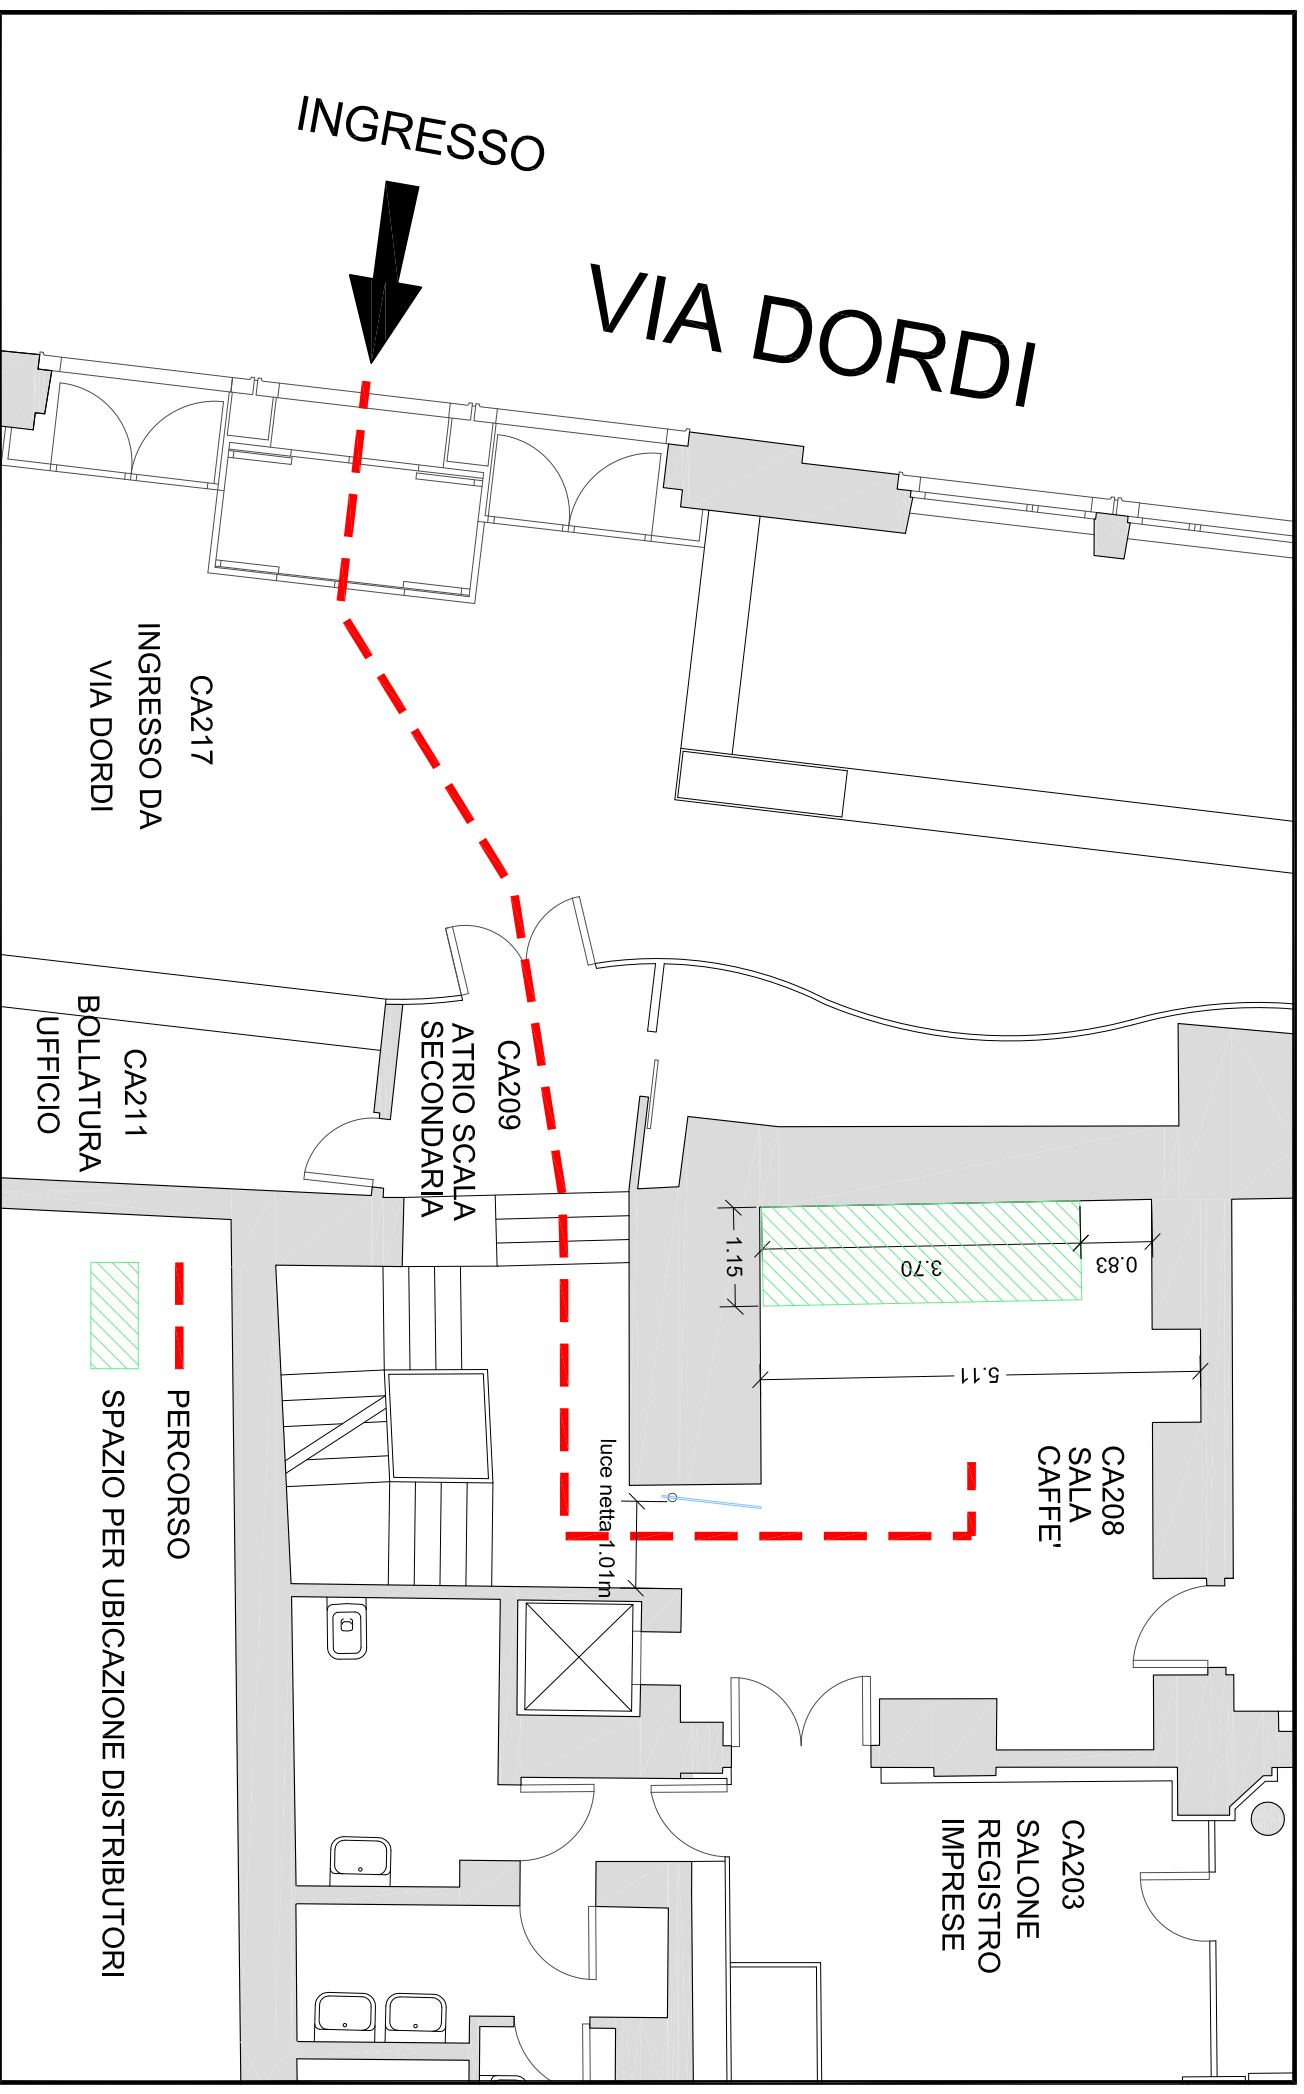 INGRESSO
VIA DORDI
CA217
INGRESSO DA
VIA DORDI
CA211
BOLLATURA
UFFICIO
CA209
ATRIO SCALA
SECONDARIA
1.15
3.70
0.83
5.11
luce netta 1.01m
CA208
SALA
CAFFE'
CA203
SALONE
REGISTRO
IMPRESE
PERCORSO
SPAZIO PER UBICAZIONE DISTRIBUTORI